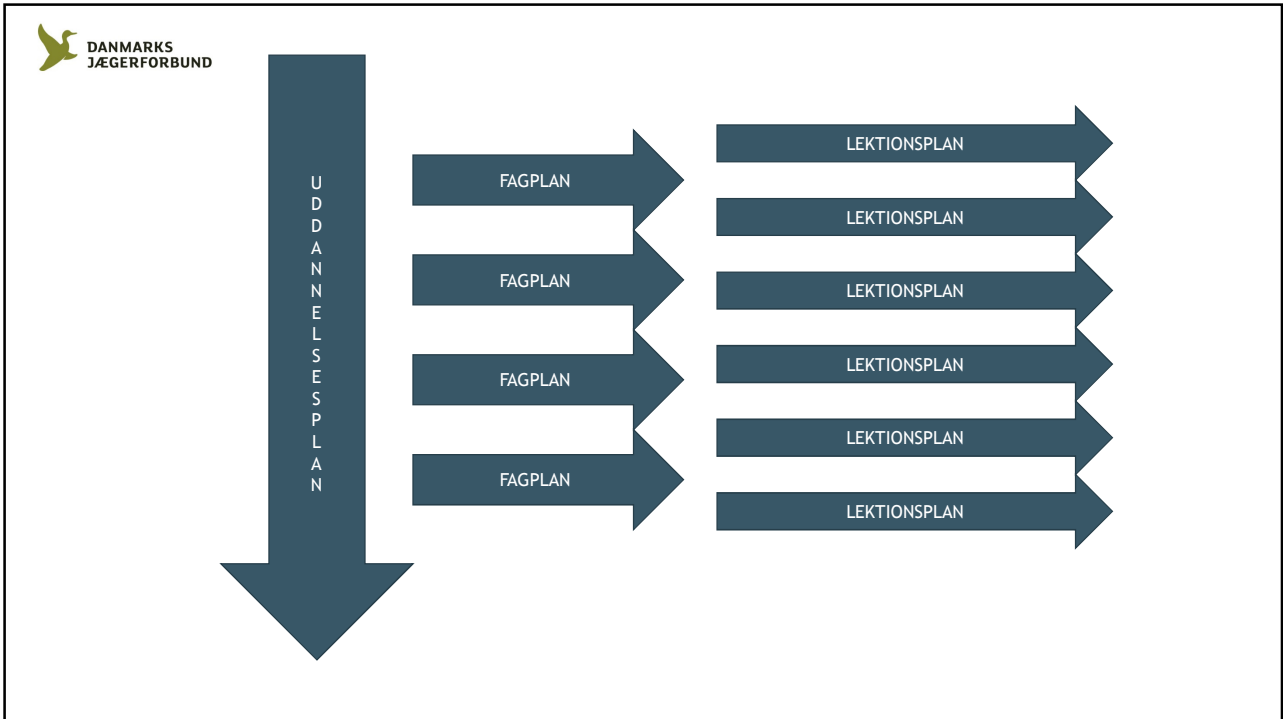 DANMARKS
JÆGERFORBUND
U
D
D
A
N
N
E
L
S
E
S
P
L
A
N
FAGPLAN
FAGPLAN
FAGPLAN
FAGPLAN
LEKTIONSPLAN
LEKTIONSPLAN
LEKTIONSPLAN
LEKTIONSPLAN
LEKTIONSPLAN
LEKTIONSPLAN